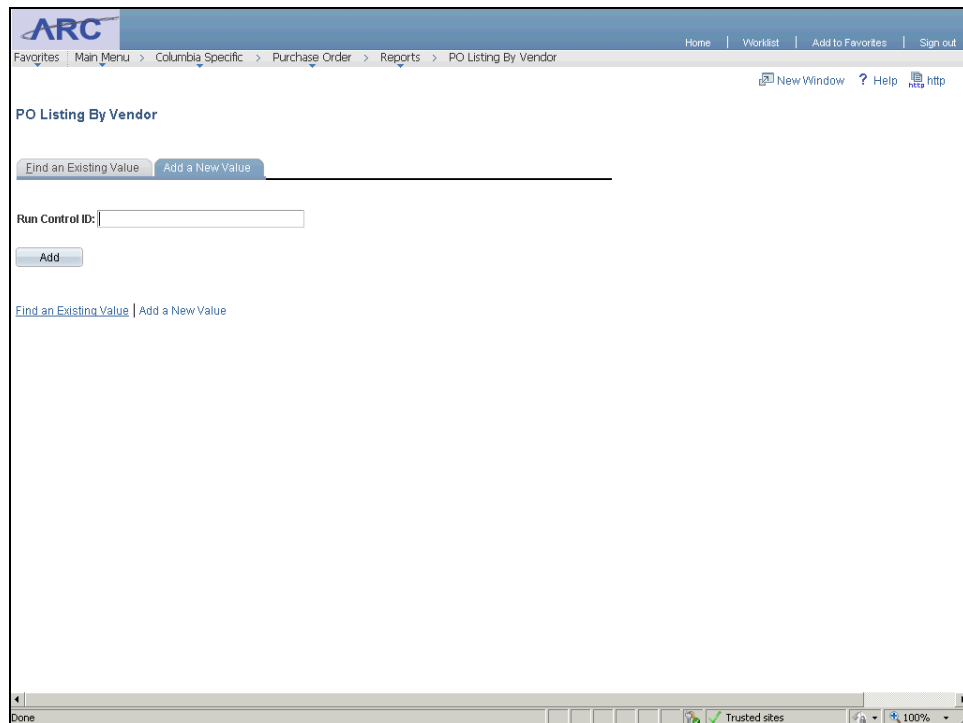 ARC
Home | Worklist | Add to Favorites | Sign out
Favorites Main Menu > Columbia Specific > Purchase Order > Reports > PO Listing By Vendor
New Window ? Help http http
PO Listing By Vendor
Find an Existing Value Add a New Value
Run Control ID:
Add
Find an Existing Value | Add a New Value
Done Trusted sites 100%